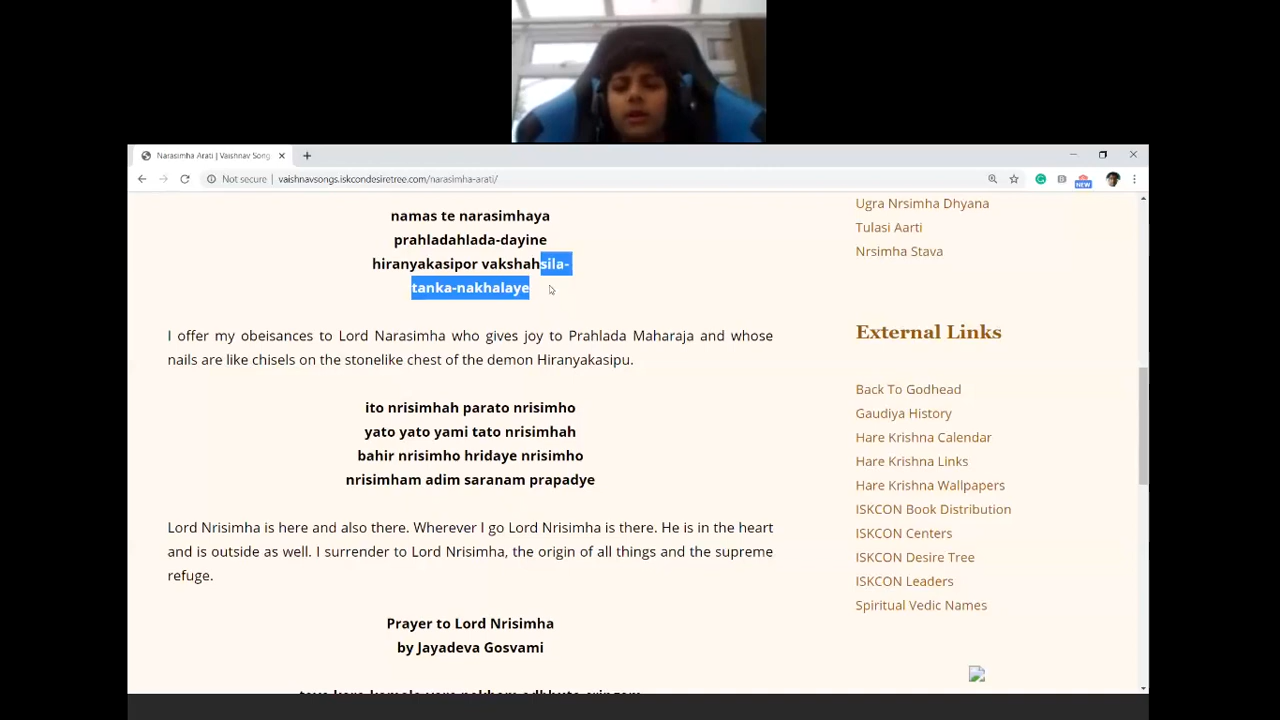 Narasimha Arati | Vaishnav Song
Not secure | vaishnavsongs.iskcondesiretree.com/narasimha-arati/
NEW
namas te narasimhaya
prahladahlada-dayine
hiranyakasipor vakshahsila-
tanka-nakhalaye
I offer my obeisances to Lord Narasimha who gives joy to Prahlada Maharaja and whose
nails are like chisels on the stonelike chest of the demon Hiranyakasipu.
ito nrisimhah parato nrisimho
yato yato yami tato nrisimhah
bahir nrisimho hridaye nrisimho
nrisimham adim saranam prapadye
Lord Nrisimha is here and also there. Wherever I go Lord Nrisimha is there. He is in the heart
and is outside as well. I surrender to Lord Nrisimha, the origin of all things and the supreme
refuge.
Prayer to Lord Nrisimha
by Jayadeva Gosvami
Ugra Nrsimha Dhyana
Tulasi Aarti
Nrsimha Stava
External Links
Back To Godhead
Gaudiya History
Hare Krishna Calendar
Hare Krishna Links
Hare Krishna Wallpapers
ISKCON Book Distribution
ISKCON Centers
ISKCON Desire Tree
ISKCON Leaders
Spiritual Vedic Names